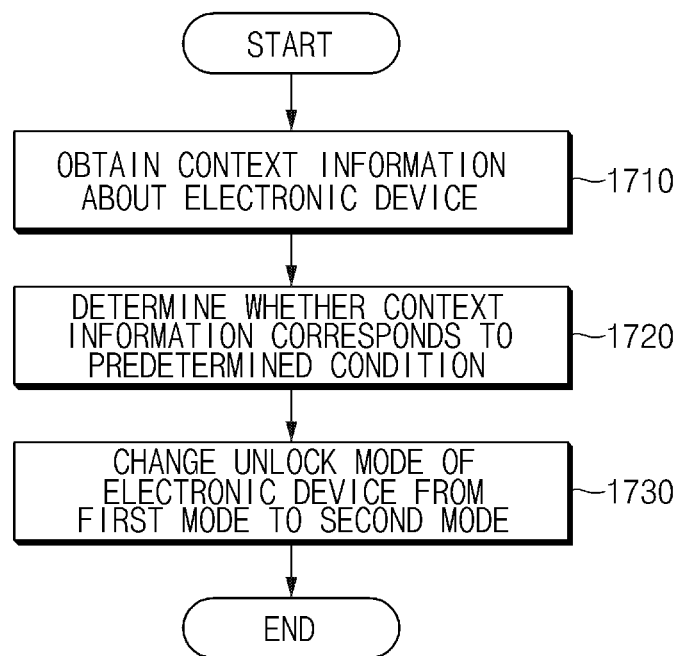 START
OBTAIN CONTEXT INFORMATION
ABOUT ELECTRONIC DEVICE
1710
DETERMINE WHETHER CONTEXT
INFORMATION CORRESPONDS TO
PREDETERMINED CONDITION
1720
CHANGE UNLOCK MODE OF
ELECTRONIC DEVICE FROM
FIRST MODE TO SECOND MODE
1730
END